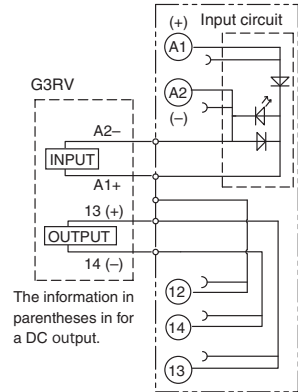 (+) Input circuit
A1
A2
(−)
G3RV
A2−
INPUT
A1+
13 (+)
OUTPUT
14 (−)
The information in
parentheses in for
a DC output.
12
14
13